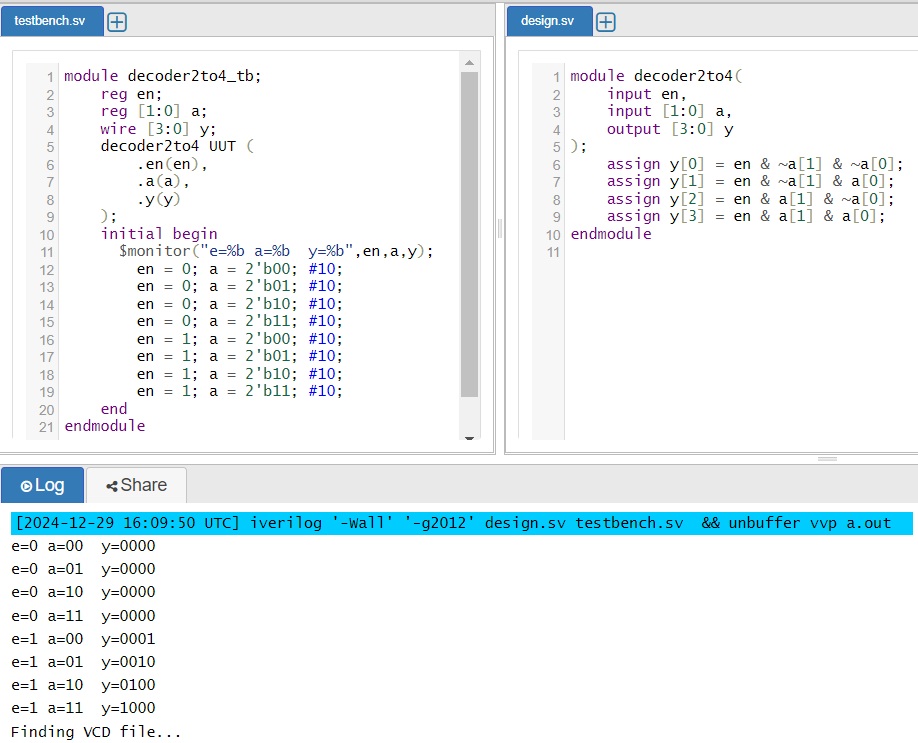 testbench.sv
1 module decoder2to4_tb;
2     reg en;
3     reg [1:0] a;
4     wire [3:0] y;
5     decoder2to4 UUT (
6         .en(en),
7         .a(a),
8         .y(y)
9     );
10     initial begin
11       $monitor("e=%b a=%b  y=%b",en,a,y);
12         en = 0; a = 2'b00; #10;
13         en = 0; a = 2'b01; #10;
14         en = 0; a = 2'b10; #10;
15         en = 0; a = 2'b11; #10;
16         en = 1; a = 2'b00; #10;
17         en = 1; a = 2'b01; #10;
18         en = 1; a = 2'b10; #10;
19         en = 1; a = 2'b11; #10;
20     end
21 endmodule
design.sv
1 module decoder2to4(
2     input en,
3     input [1:0] a,
4     output [3:0] y
5 );
6     assign y[0] = en & ~a[1] & ~a[0];
7     assign y[1] = en & ~a[1] & a[0];
8     assign y[2] = en & a[1] & ~a[0];
9     assign y[3] = en & a[1] & a[0];
10 endmodule
11
Log
Share
[2024-12-29 16:09:50 UTC] iverilog '-Wall' '-g2012' design.sv testbench.sv  && unbuffer vvp a.out
e=0 a=00  y=0000
e=0 a=01  y=0000
e=0 a=10  y=0000
e=0 a=11  y=0000
e=1 a=00  y=0001
e=1 a=01  y=0010
e=1 a=10  y=0100
e=1 a=11  y=1000
Finding VCD file...